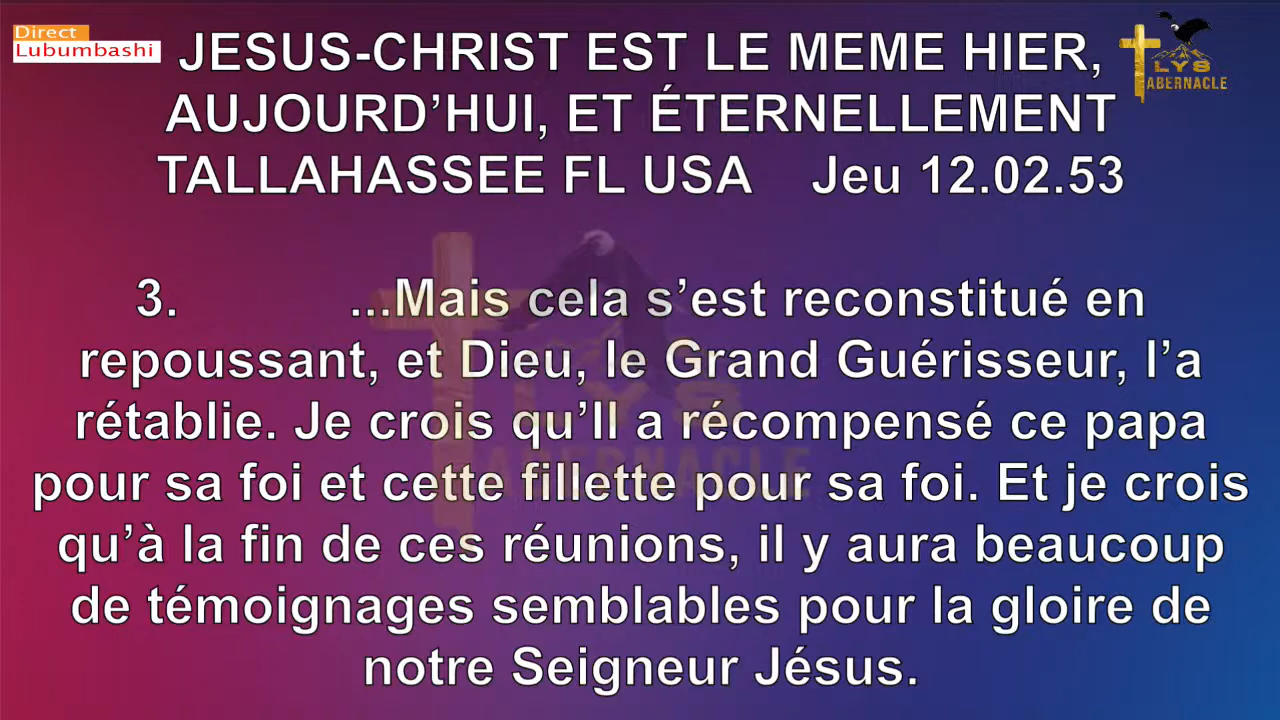 Direct
Lubumbashi
JESUS-CHRIST EST LE MEME HIER,
AUJOURD’HUI, ET ÉTERNELLEMENT
TALLAHASSEE FL USA Jeu 12.02.53
LYS
TABERNACLE
3. ...Mais cela s’est reconstitué en
repoussant, et Dieu, le Grand Guérisseur, l’a
rétablie. Je crois qu’Il a récompensé ce papa
pour sa foi et cette fillette pour sa foi. Et je crois
qu’à la fin de ces réunions, il y aura beaucoup
de témoignages semblables pour la gloire de
notre Seigneur Jésus.
LYS
TABERNACLE